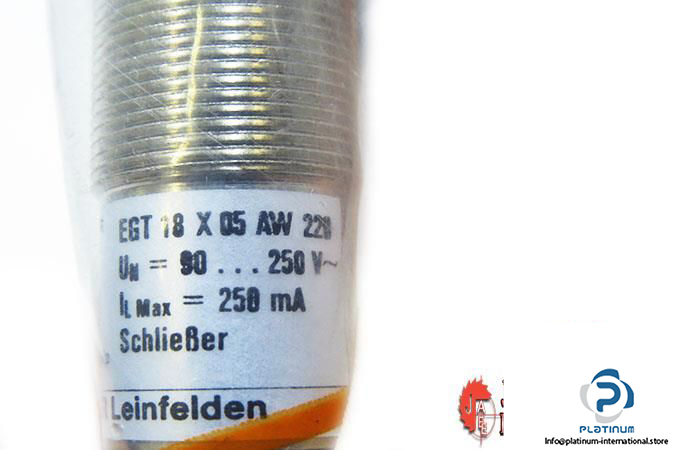 EGT 18 X 05 AW 220
UN = 90 ... 250 V~
IL Max = 250 mA
Schließer
Leinfelden
PLATINUM
Info@platinum-international.store